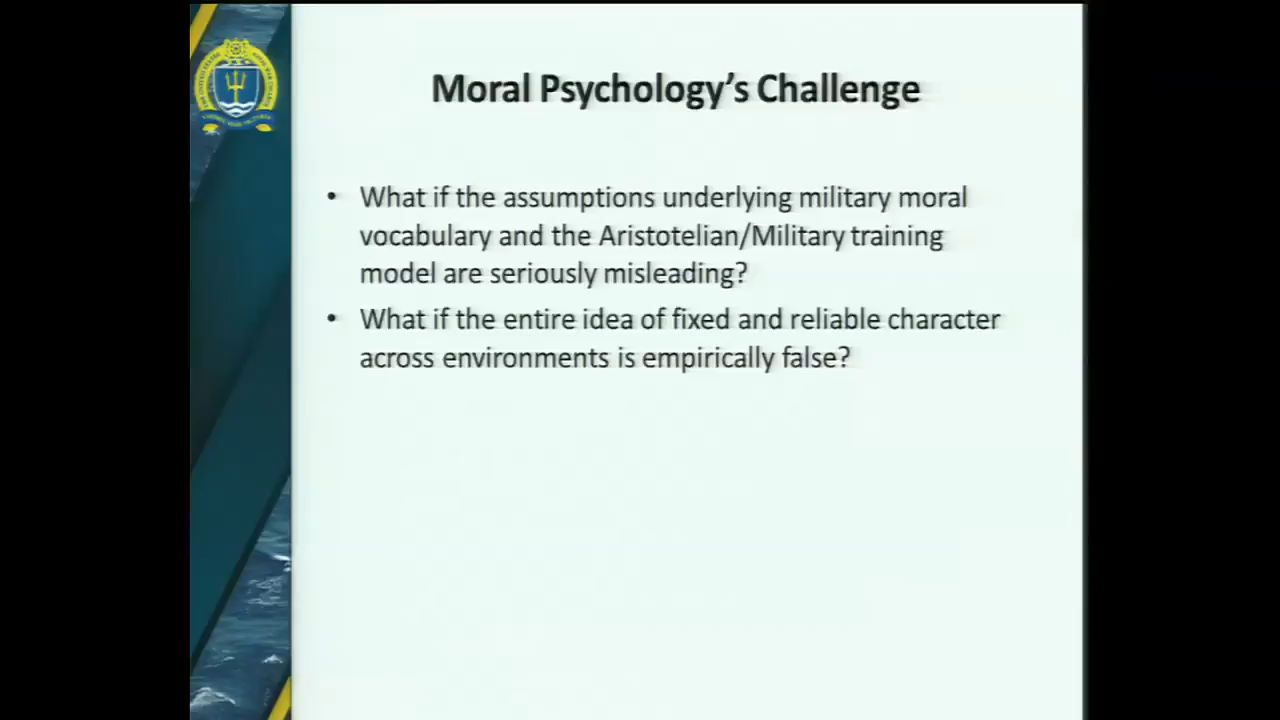 Moral Psychology's Challenge
• What if the assumptions underlying military moral
vocabulary and the Aristotelian/Military training
model are seriously misleading?
• What if the entire idea of fixed and reliable character
across environments is empirically false?